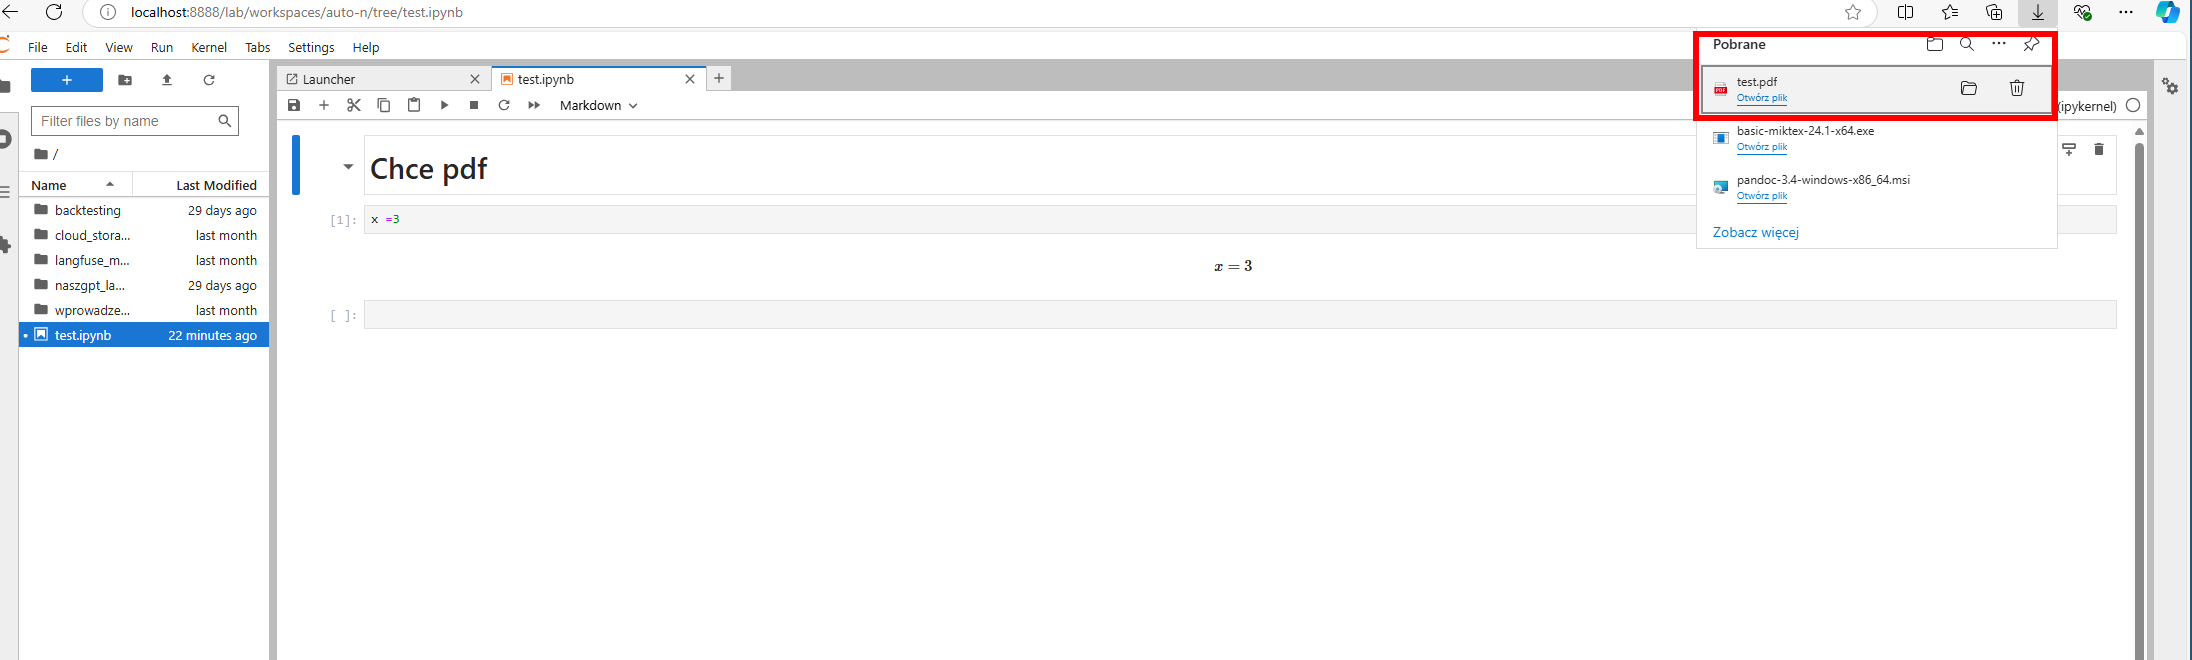 localhost:8888/lab/workspaces/auto-n/tree/test.ipynb
File Edit View Run Kernel Tabs Settings Help
Pobrane
test.pdf
Otwórz plik
basic-miktex-24.1-x64.exe
Otwórz plik
pandoc-3.4-windows-x86_64.msi
Otwórz plik
Zobacz więcej
Launcher
test.ipynb
Markdown
(ipykernel)
Filter files by name
/
Name Last Modified
backtesting 29 days ago
cloud_stora... last month
langfuse_m... last month
naszgpt_la... 29 days ago
wprowadze... last month
test.ipynb 22 minutes ago
Chce pdf
[1]: x =3
x = 3
[ ]: